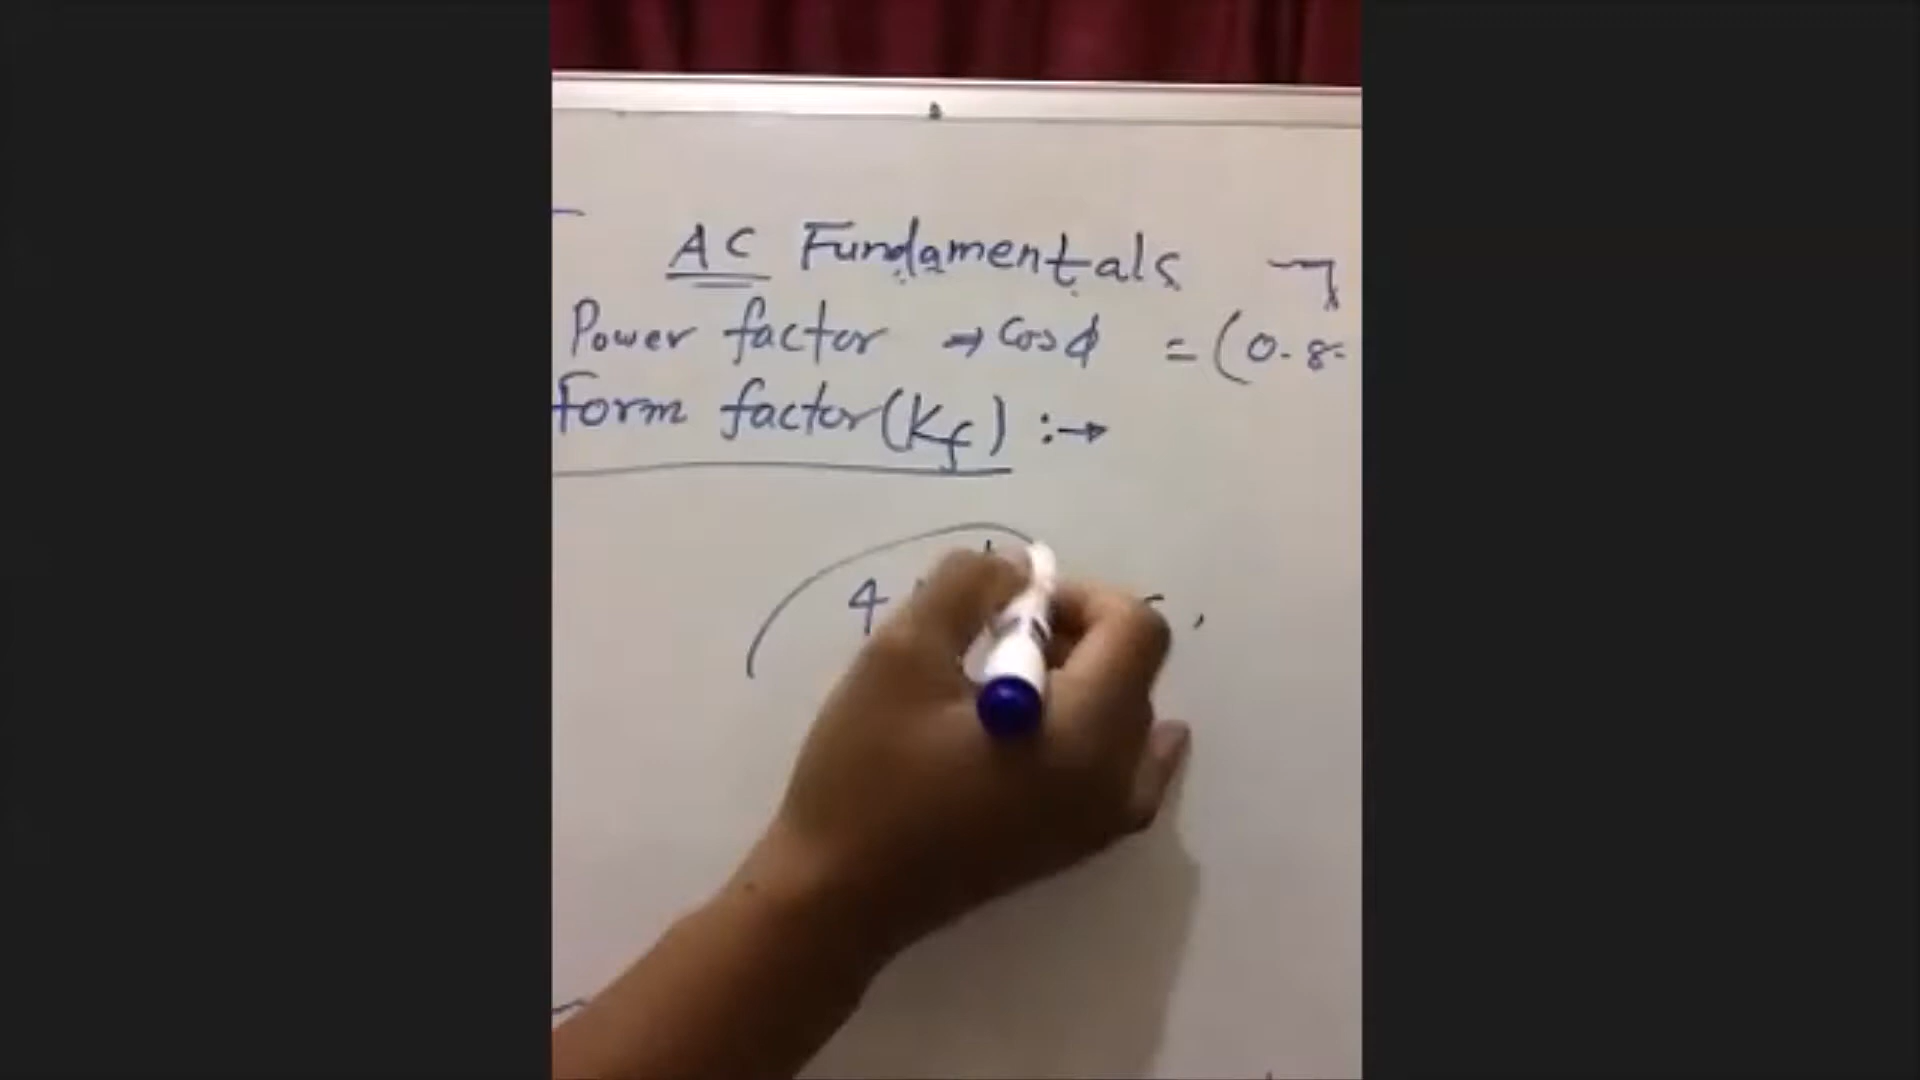 AC Fundamentals
Power factor → Cos ϕ = (0.8-
Form factor (Kf) :→
4